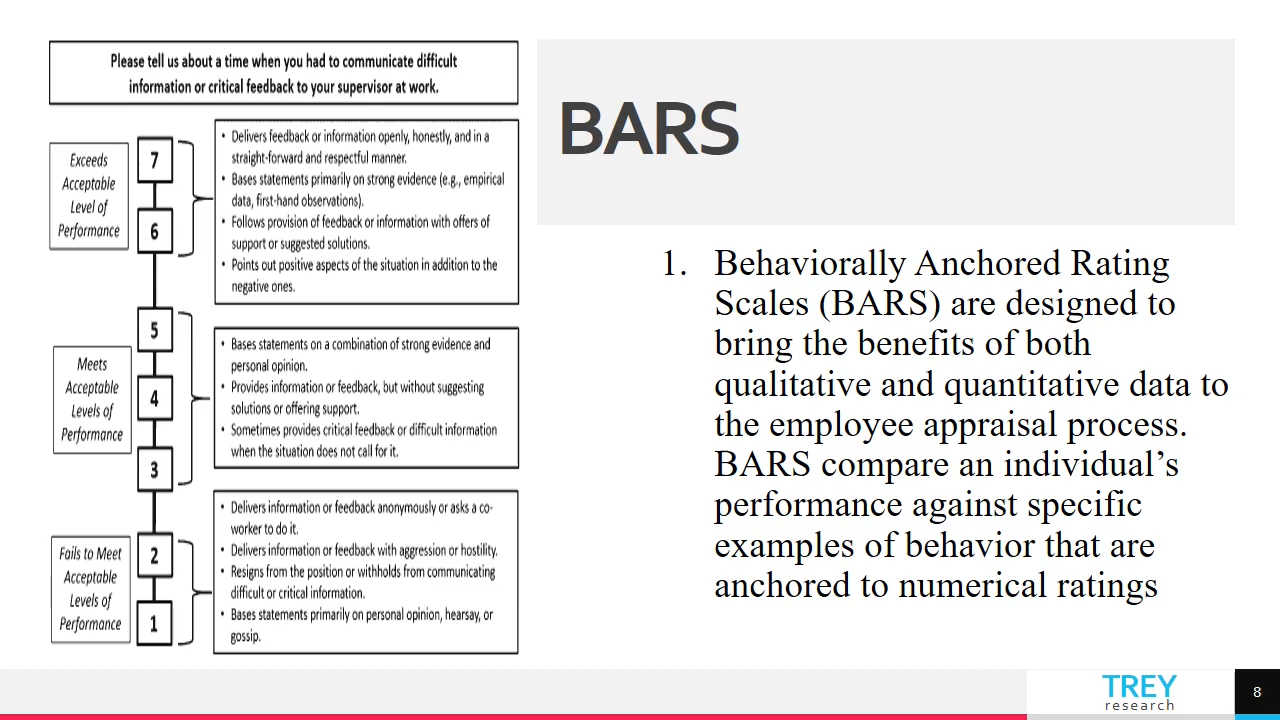 Please tell us about a time when you had to communicate difficult
information or critical feedback to your supervisor at work.
Exceeds
Acceptable
Level of
Performance
7
6
• Delivers feedback or information openly, honestly, and in a
straight-forward and respectful manner.
• Bases statements primarily on strong evidence (e.g., empirical
data, first-hand observations).
• Follows provision of feedback or information with offers of
support or suggested solutions.
• Points out positive aspects of the situation in addition to the
negative ones.
Meets
Acceptable
Levels of
Performance
5
4
3
• Bases statements on a combination of strong evidence and
personal opinion.
• Provides information or feedback, but without suggesting
solutions or offering support.
• Sometimes provides critical feedback or difficult information
when the situation does not call for it.
Fails to Meet
Acceptable
Levels of
Performance
2
1
• Delivers information or feedback anonymously or asks a co-
worker to do it.
• Delivers information or feedback with aggression or hostility.
• Resigns from the position or withholds from communicating
difficult or critical information.
• Bases statements primarily on personal opinion, hearsay, or
gossip.
BARS
1. Behaviorally Anchored Rating
Scales (BARS) are designed to
bring the benefits of both
qualitative and quantitative data to
the employee appraisal process.
BARS compare an individual’s
performance against specific
examples of behavior that are
anchored to numerical ratings
TREY
research
8